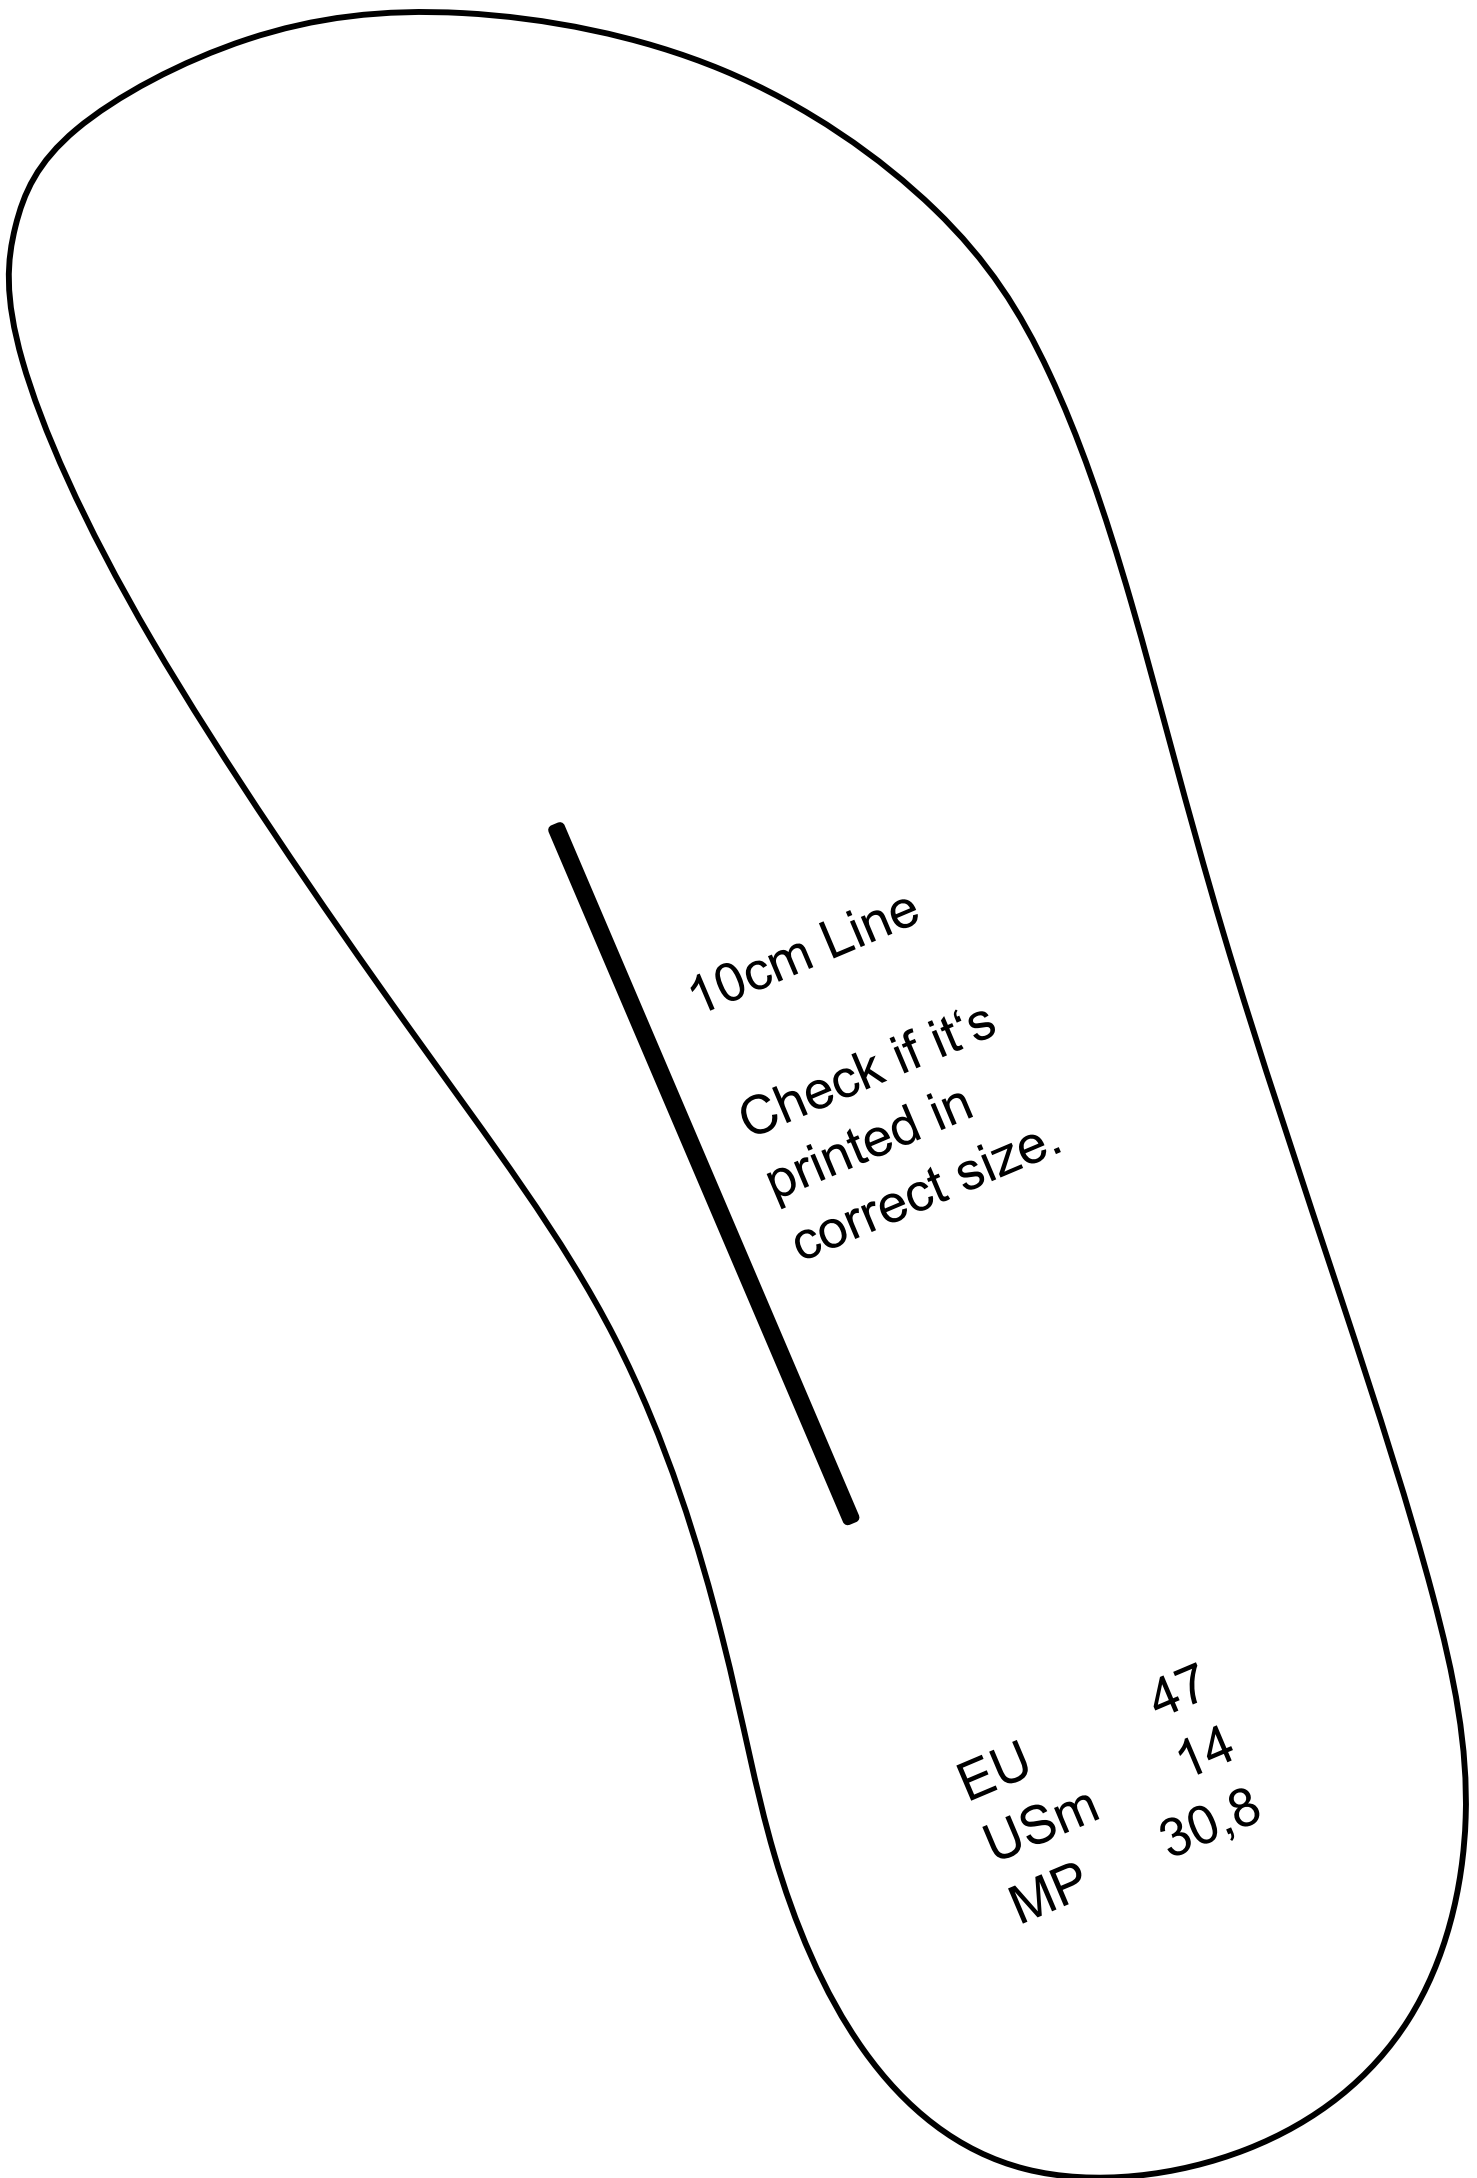 10cm Line
Check if it‘s
printed in
correct size.
EU 47
USm 14
MP 30,8